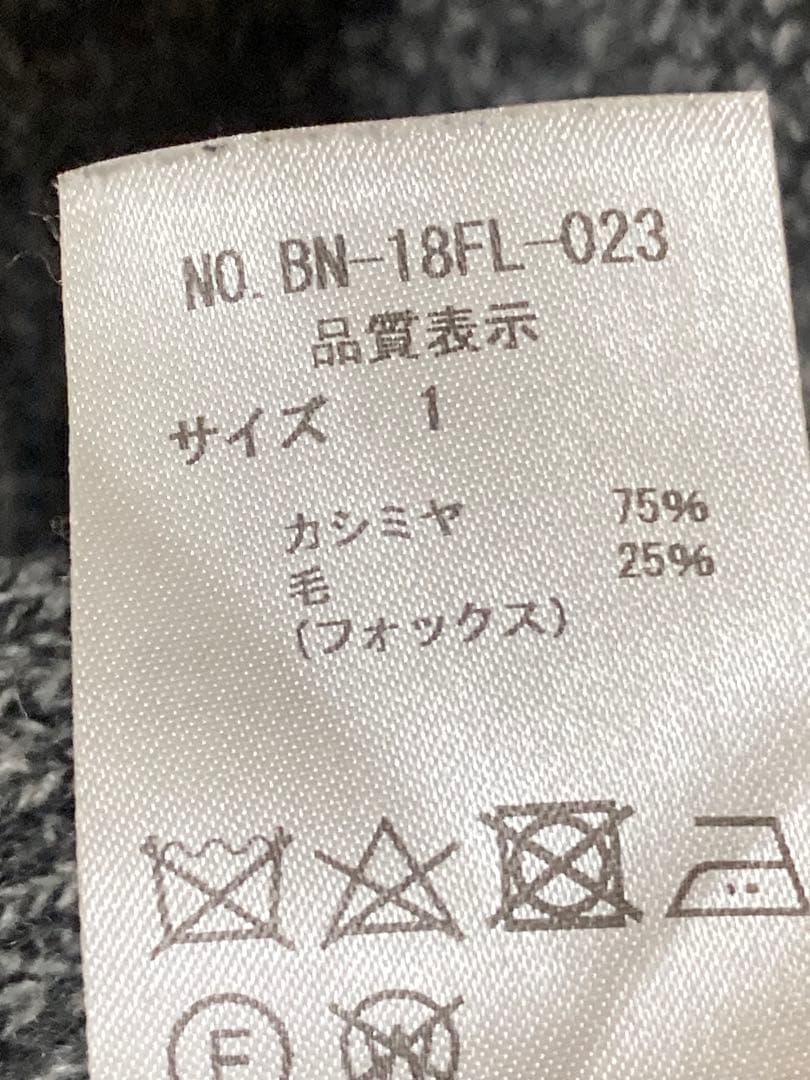 NO. BN-18FL-023
品質表示
サイズ 1
カシミヤ 75%
毛 25%
(フォックス)
F
W